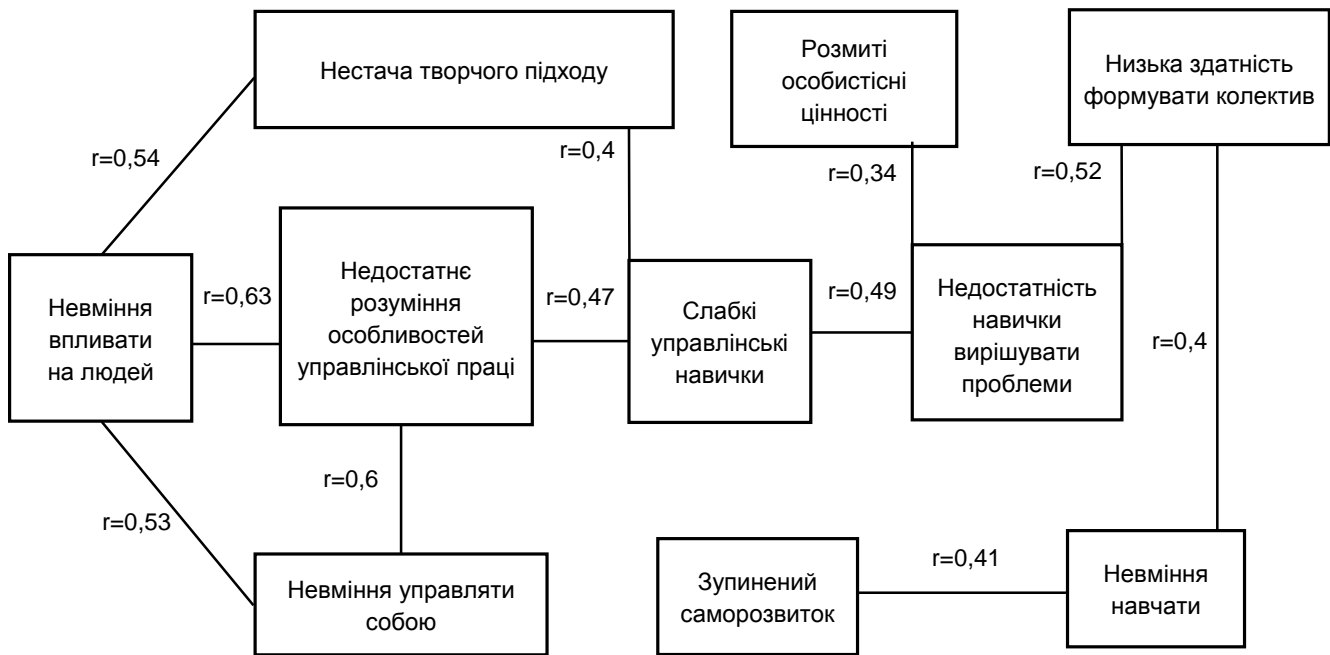 Нестача творчого підходу
Розмиті
особистісні
цінності
Низька здатність
формувати колектив
r=0,54
r=0,4
r=0,34
r=0,52
Невміння
впливати
на людей
r=0,63
Недостатнє
розуміння
особливостей
управлінської праці
r=0,47
Слабкі
управлінські
навички
r=0,49
Недостатність
навички
вирішувати
проблеми
r=0,4
r=0,6
r=0,53
Невміння управляти
собою
Зупинений
саморозвиток
r=0,41
Невміння
навчати